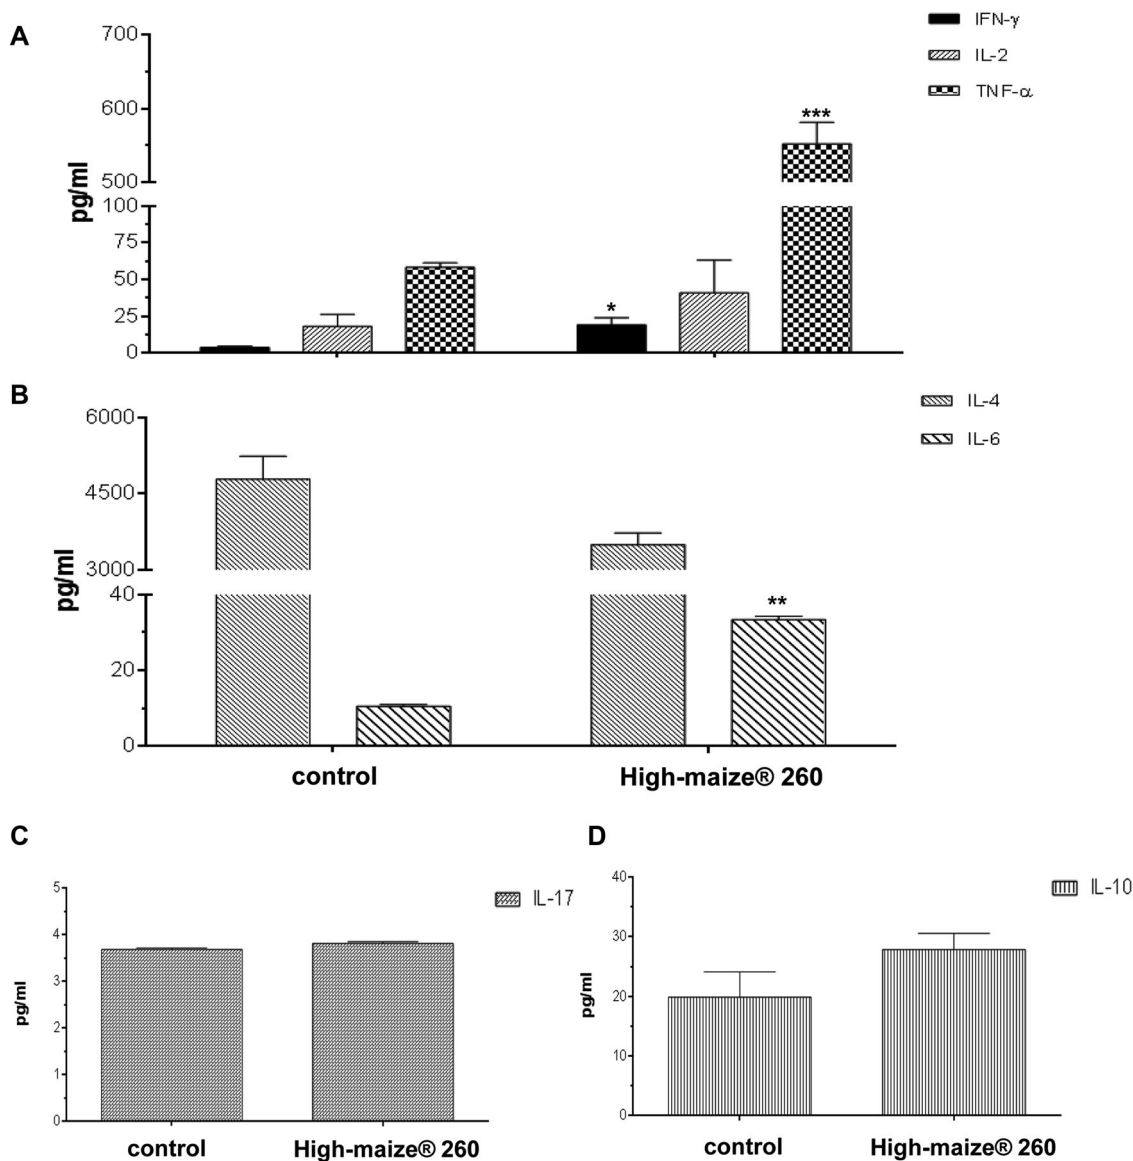 A
IFN-γ
IL-2
TNF-α
700
600
500
100
75
50
25
0
pg/ml
*
***
B
IL-4
IL-6
6000
4500
3000
40
20
0
pg/ml
**
control High-maize® 260
C
IL-17
5
4
3
2
1
0
pg/ml
control High-maize® 260
D
IL-10
40
30
20
10
0
pg/ml
control High-maize® 260